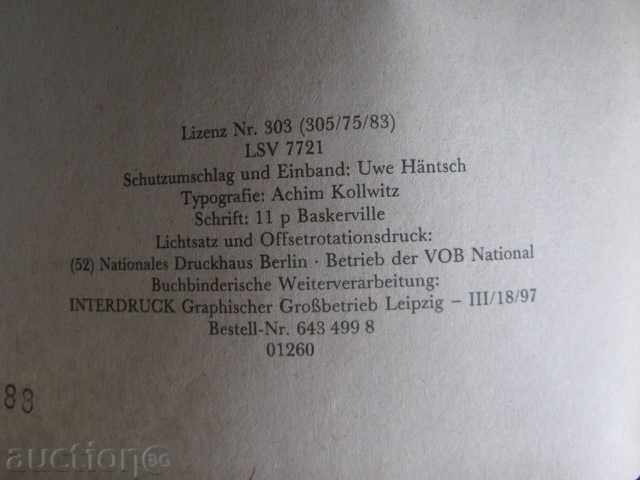 Lizenz Nr. 303 (305/75/83)
LSV 7721
Schutzumschlag und Einband: Uwe Häntsch
Typografie: Achim Kollwitz
Schrift: 11 p Baskerville
Lichtsatz und Offsetrotationsdruck:
(52) Nationales Druckhaus Berlin · Betrieb der VOB National
Buchbinderische Weiterverarbeitung:
INTERDRUCK Graphischer Großbetrieb Leipzig – III/18/97
Bestell-Nr. 643 499 8
01260
88
auction BG